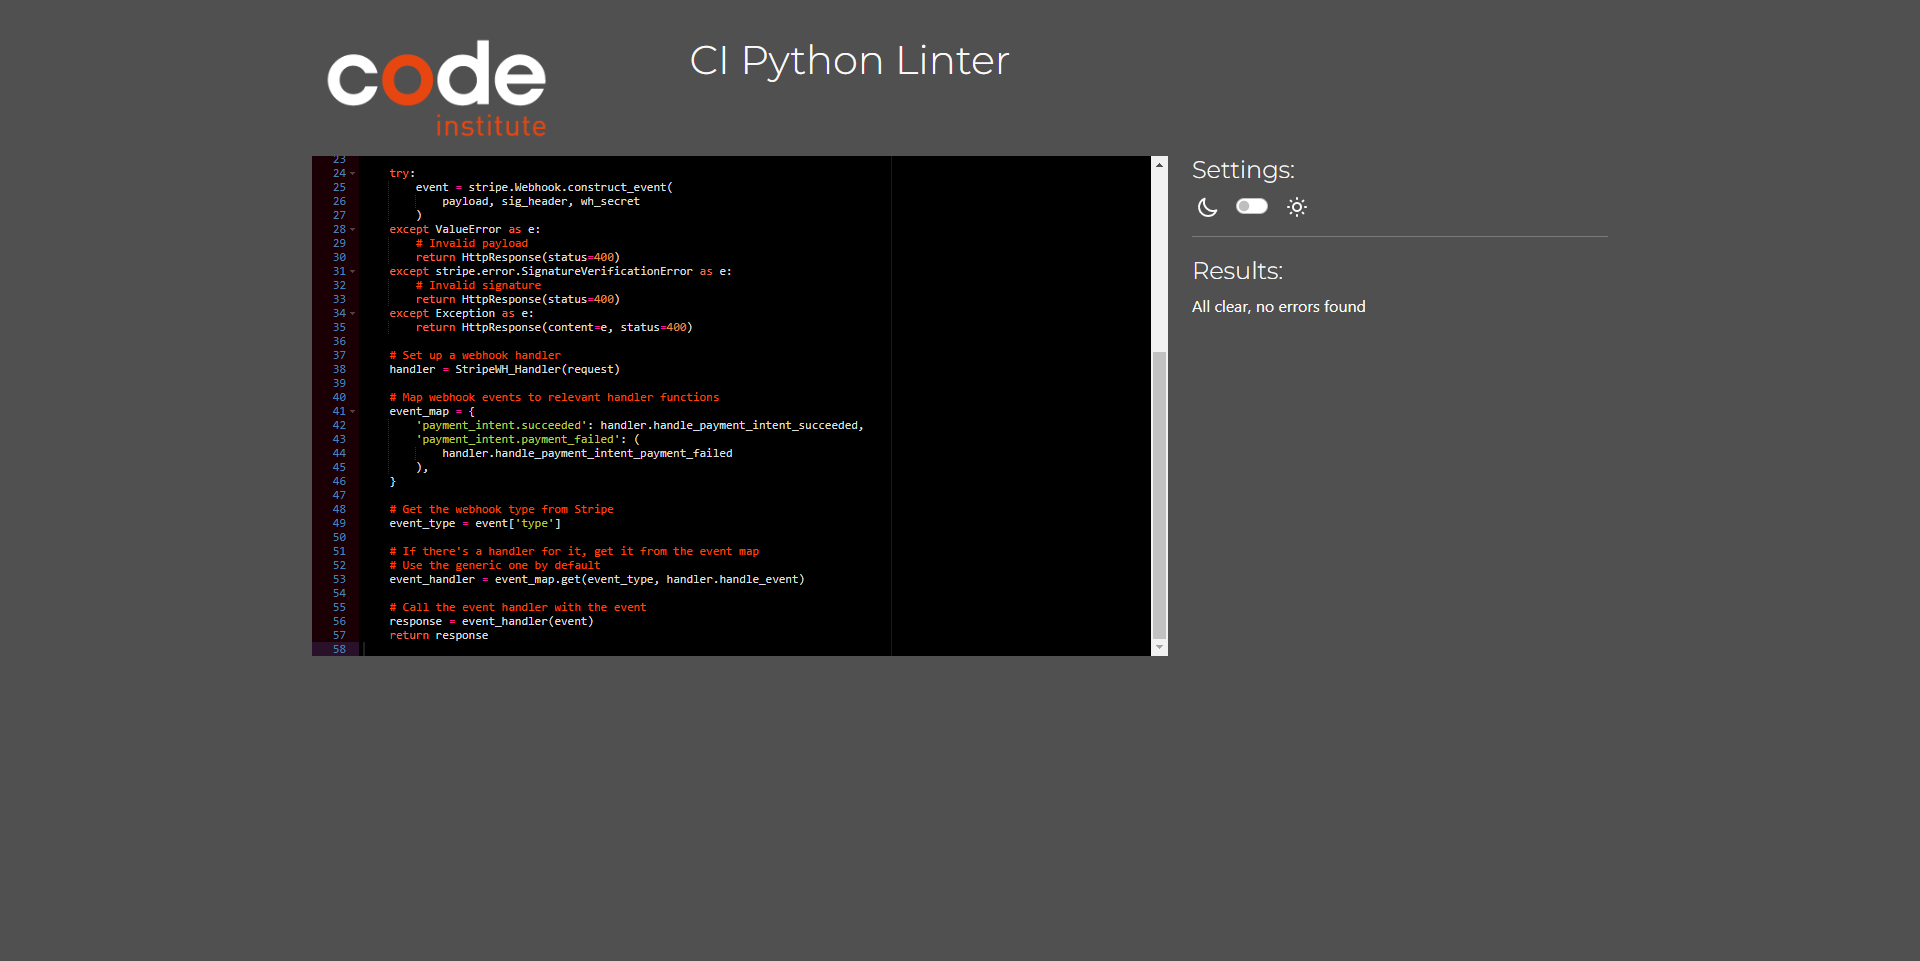 code
institute
CI Python Linter
23
24 try:
25 event = stripe.Webhook.construct_event(
26 payload, sig_header, wh_secret
27 )
28 except ValueError as e:
29 # Invalid payload
30 return HttpResponse(status=400)
31 except stripe.error.SignatureVerificationError as e:
32 # Invalid signature
33 return HttpResponse(status=400)
34 except Exception as e:
35 return HttpResponse(content=e, status=400)
36
37 # Set up a webhook handler
38 handler = StripeWH_Handler(request)
39
40 # Map webhook events to relevant handler functions
41 event_map = {
42 'payment_intent.succeeded': handler.handle_payment_intent_succeeded,
43 'payment_intent.payment_failed': (
44 handler.handle_payment_intent_payment_failed
45 ),
46 }
47
48 # Get the webhook type from Stripe
49 event_type = event['type']
50
51 # If there's a handler for it, get it from the event map
52 # Use the generic one by default
53 event_handler = event_map.get(event_type, handler.handle_event)
54
55 # Call the event handler with the event
56 response = event_handler(event)
57 return response
58
Settings:
Results:
All clear, no errors found